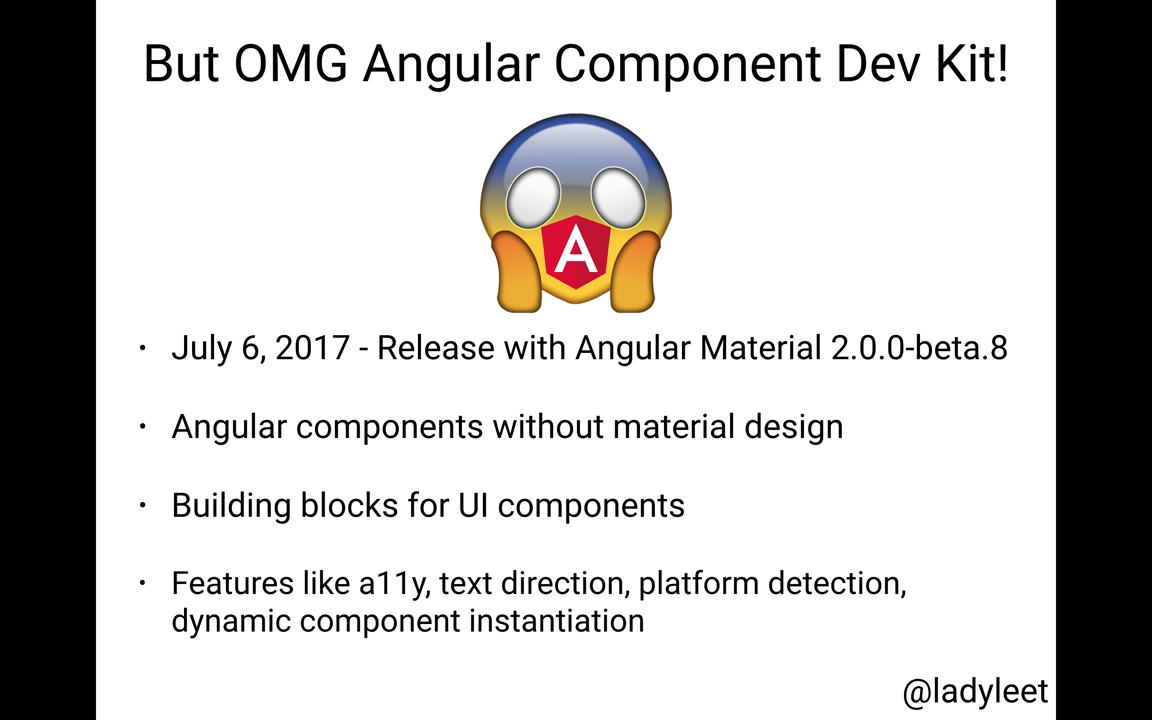 But OMG Angular Component Dev Kit!
A
• July 6, 2017 - Release with Angular Material 2.0.0-beta.8
• Angular components without material design
• Building blocks for UI components
• Features like a11y, text direction, platform detection,
dynamic component instantiation
@ladyleet